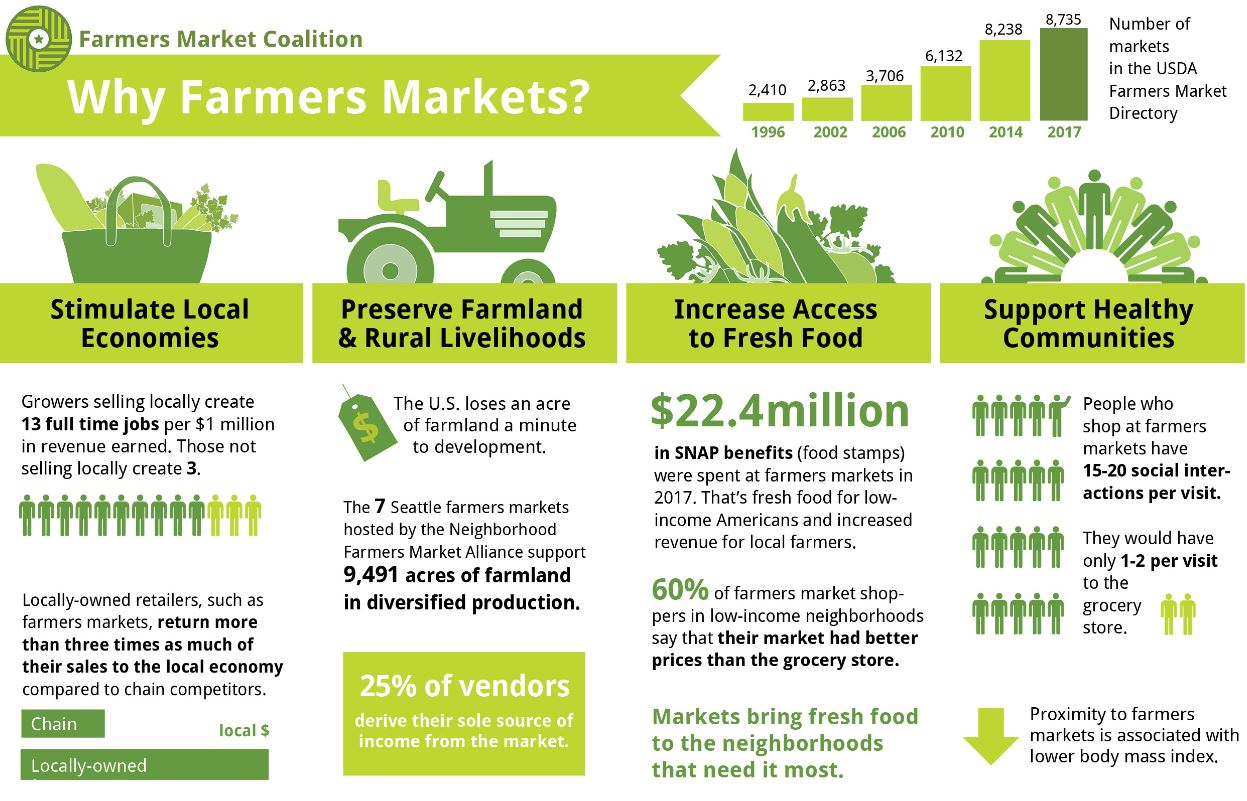 Farmers Market Coalition
Why Farmers Markets?
2,410
2,863
3,706
6,132
8,238
8,735
1996
2002
2006
2010
2014
2017
Number of
markets
in the USDA
Farmers Market
Directory
Stimulate Local
Economies
Growers selling locally create
13 full time jobs per $1 million
in revenue earned. Those not
selling locally create 3.
Locally-owned retailers, such as
farmers markets, return more
than three times as much of
their sales to the local economy
compared to chain competitors.
Chain
local $
Locally-owned
Preserve Farmland
& Rural Livelihoods
$
The U.S. loses an acre
of farmland a minute
to development.
The 7 Seattle farmers markets
hosted by the Neighborhood
Farmers Market Alliance support
9,491 acres of farmland
in diversified production.
25% of vendors
derive their sole source of
income from the market.
Increase Access
to Fresh Food
$22.4 million
in SNAP benefits (food stamps)
were spent at farmers markets in
2017. That's fresh food for low-
income Americans and increased
revenue for local farmers.
60% of farmers market shop-
pers in low-income neighborhoods
say that their market had better
prices than the grocery store.
Markets bring fresh food
to the neighborhoods
that need it most.
Support Healthy
Communities
People who
shop at farmers
markets have
15-20 social inter-
actions per visit.
They would have
only 1-2 per visit
to the
grocery
store.
Proximity to farmers
markets is associated with
lower body mass index.